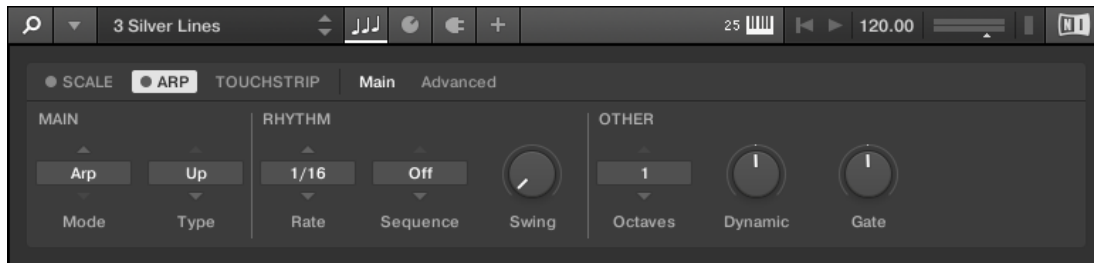 3 Silver Lines 25 120.00 NI
SCALE ARP TOUCHSTRIP Main Advanced
MAIN RHYTHM OTHER
Arp Up 1/16 Off 1
Mode Type Rate Sequence Swing Octaves Dynamic Gate